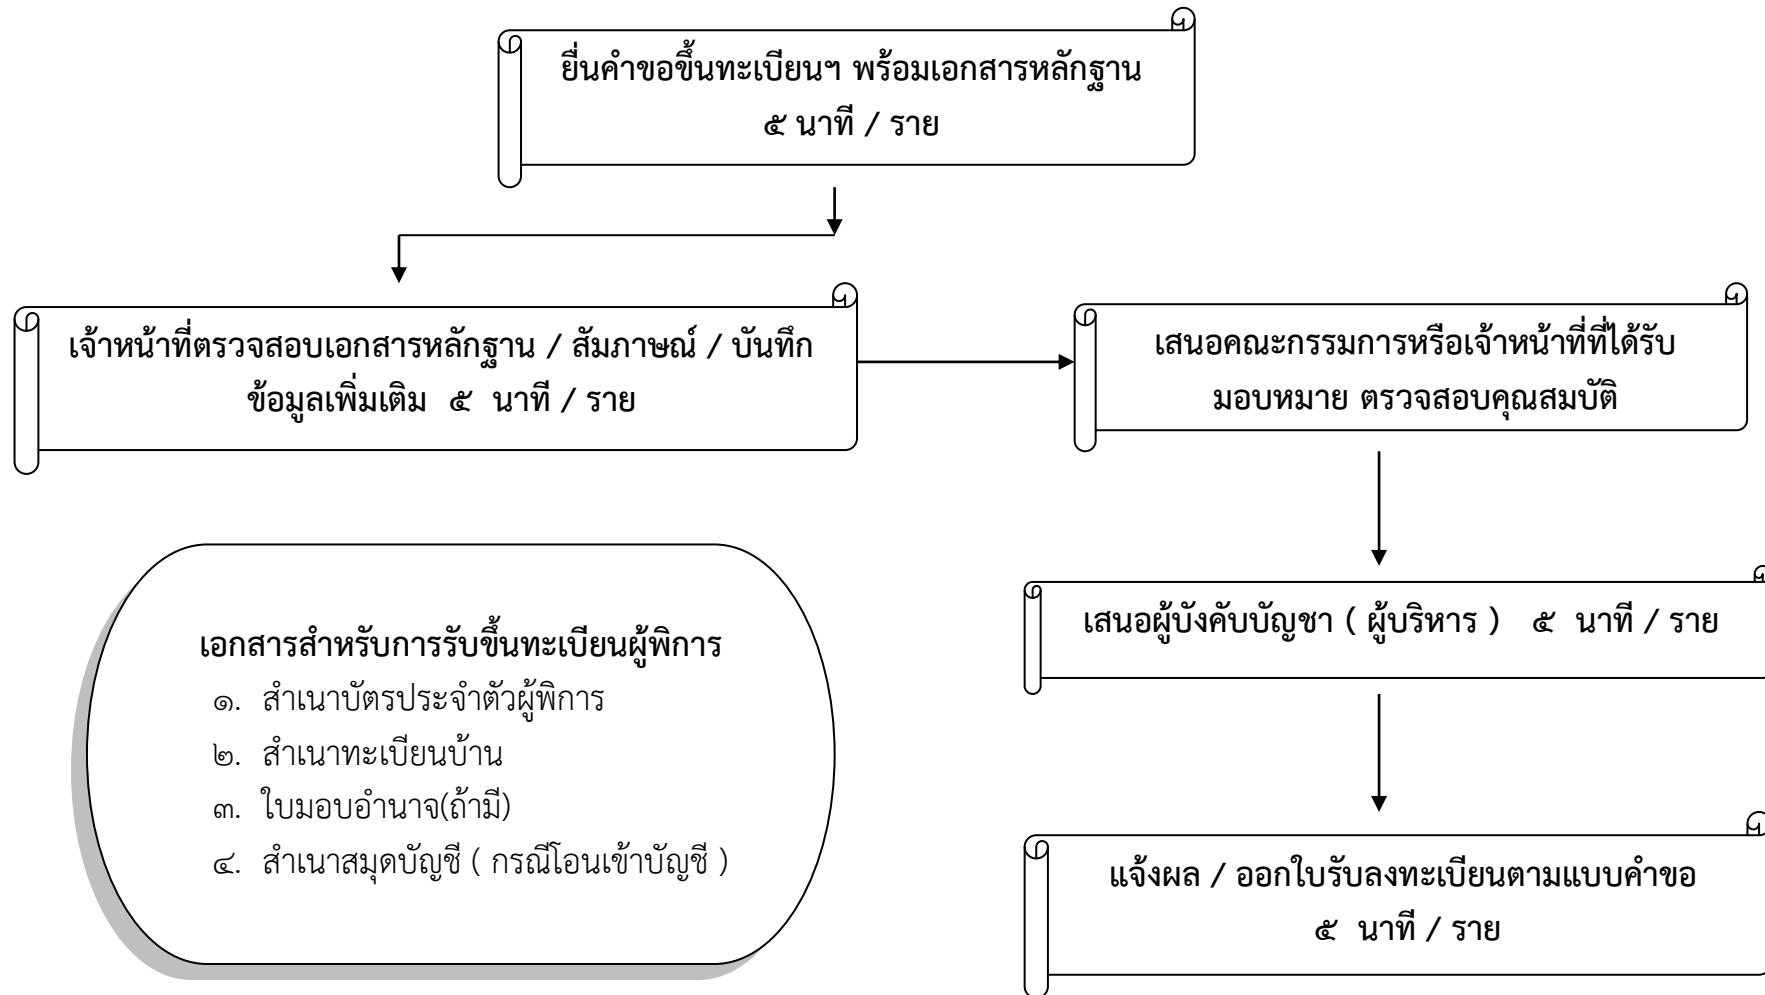 ยื่นคำขอขึ้นทะเบียนฯ พร้อมเอกสารหลักฐาน
๕ นาที / ราย
เจ้าหน้าที่ตรวจสอบเอกสารหลักฐาน / สัมภาษณ์ / บันทึก
ข้อมูลเพิ่มเติม ๕ นาที / ราย
เสนอคณะกรรมการหรือเจ้าหน้าที่ที่ได้รับ
มอบหมาย ตรวจสอบคุณสมบัติ
เสนอผู้บังคับบัญชา ( ผู้บริหาร ) ๕ นาที / ราย
แจ้งผล / ออกใบรับลงทะเบียนตามแบบคำขอ
๕ นาที / ราย
เอกสารสำหรับการรับขึ้นทะเบียนผู้พิการ
๑. สำเนาบัตรประจำตัวผู้พิการ
๒. สำเนาทะเบียนบ้าน
๓. ใบมอบอำนาจ(ถ้ามี)
๔. สำเนาสมุดบัญชี ( กรณีโอนเข้าบัญชี )